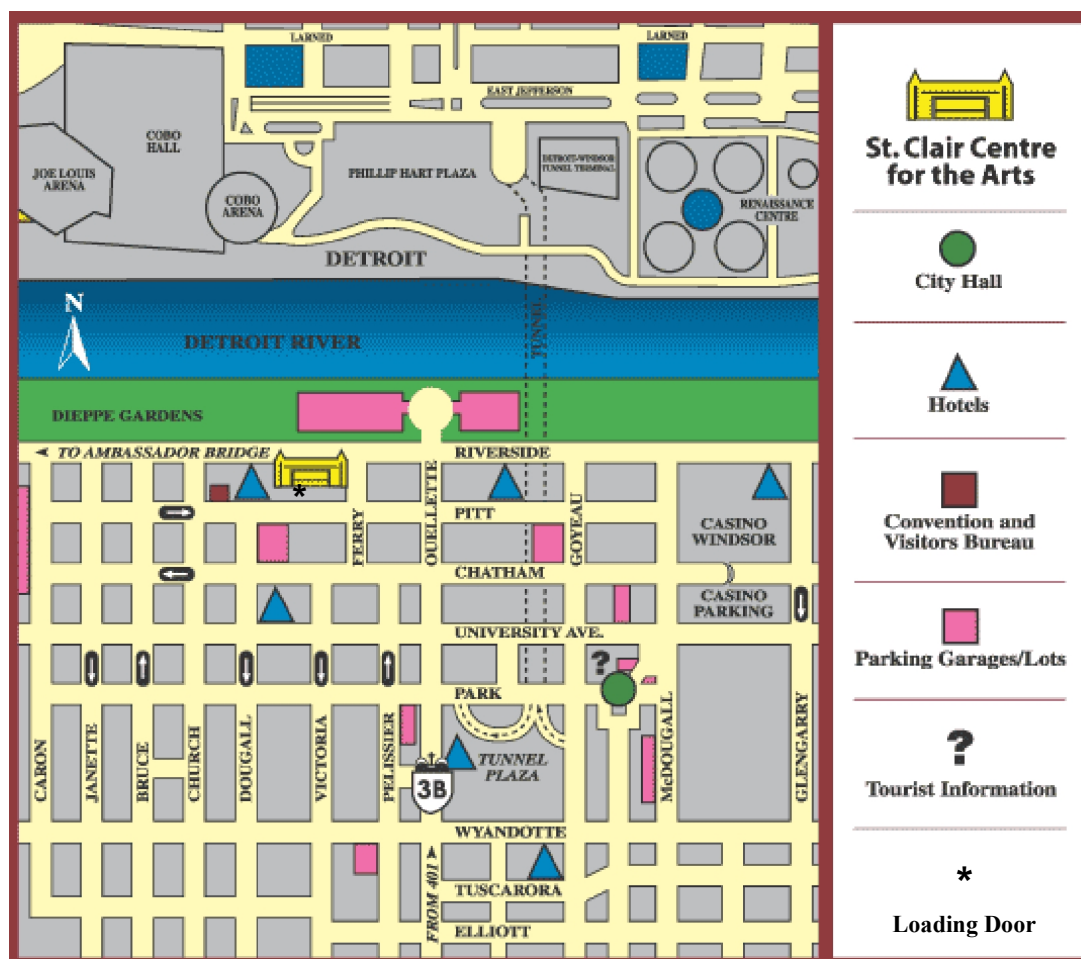 LARNED
LARNED
EAST JEFFERSON
COBO
HALL
JOE LOUIS
ARENA
COBO
ARENA
PHILLIP HART PLAZA
DETROIT-WINDSOR
TUNNEL TERMINAL
RENAISSANCE
CENTRE
DETROIT
N
DETROIT RIVER
TUNNEL
DIEPPE GARDENS
TO AMBASSADOR BRIDGE
RIVERSIDE
*
PITT
FERRY
OUELLETTE
GOYEAU
CASINO
WINDSOR
CHATHAM
CASINO
PARKING
UNIVERSITY AVE.
?
PARK
CARON
JANETTE
BRUCE
CHURCH
DOUGALL
VICTORIA
PELISSIER
3B
TUNNEL
PLAZA
McDOUGALL
GLENGARRY
WYANDOTTE
TUSCARORA
FROM 401
ELLIOTT
St. Clair Centre
for the Arts
City Hall
Hotels
Convention and
Visitors Bureau
Parking Garages/Lots
?
Tourist Information
*
Loading Door